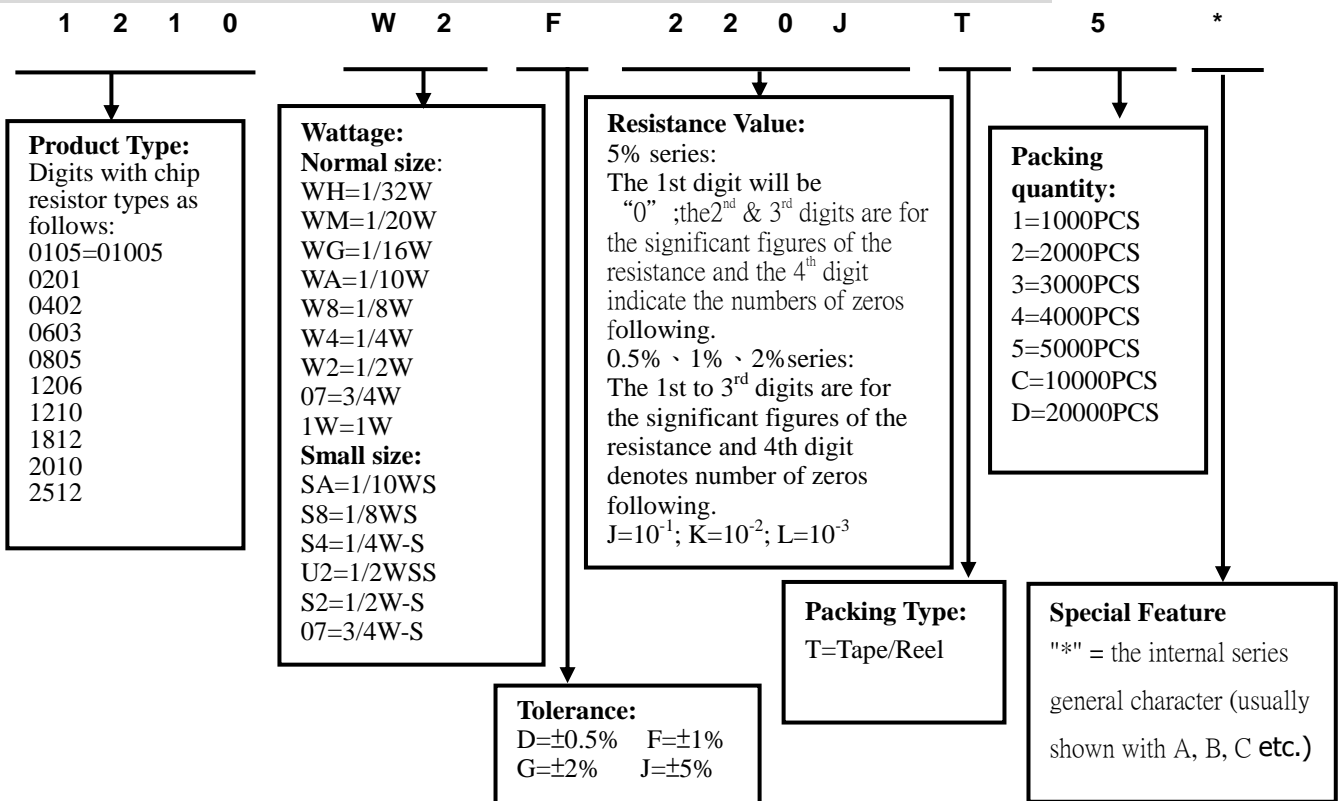 1 2 1 0 W 2 F 2 2 0 J T 5 *
Product Type:
Digits with chip
resistor types as
follows:
0105=01005
0201
0402
0603
0805
1206
1210
1812
2010
2512
Wattage:
Normal size:
WH=1/32W
WM=1/20W
WG=1/16W
WA=1/10W
W8=1/8W
W4=1/4W
W2=1/2W
07=3/4W
1W=1W
Small size:
SA=1/10WS
S8=1/8WS
S4=1/4W-S
U2=1/2WSS
S2=1/2W-S
07=3/4W-S
Tolerance:
D=±0.5% F=±1%
G=±2% J=±5%
Resistance Value:
5% series:
The 1st digit will be
“0” ;the2nd & 3rd digits are for
the significant figures of the
resistance and the 4th digit
indicate the numbers of zeros
following.
0.5%、1%、2%series:
The 1st to 3rd digits are for
the significant figures of the
resistance and 4th digit
denotes number of zeros
following.
J=10-1; K=10-2; L=10-3
Packing Type:
T=Tape/Reel
Packing
quantity:
1=1000PCS
2=2000PCS
3=3000PCS
4=4000PCS
5=5000PCS
C=10000PCS
D=20000PCS
Special Feature
"*" = the internal series
general character (usually
shown with A, B, C etc.)